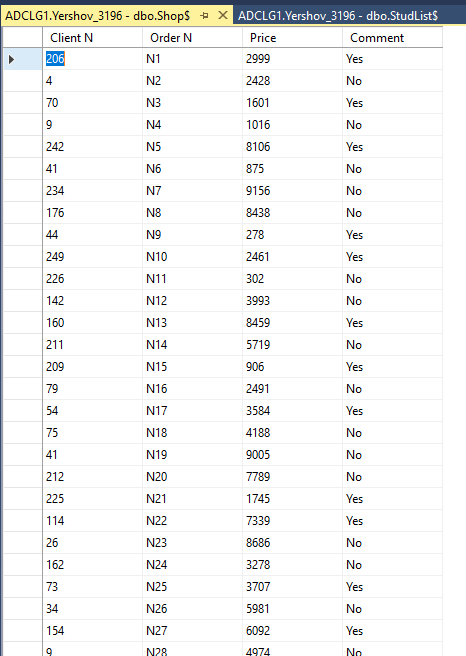 ADCLG1.Yershov_3196 - dbo.Shop$ ADCLG1.Yershov_3196 - dbo.StudList$
Client N Order N Price Comment
206 N1 2999 Yes
4 N2 2428 No
70 N3 1601 Yes
9 N4 1016 No
242 N5 8106 Yes
41 N6 875 No
234 N7 9156 No
176 N8 8438 No
44 N9 278 Yes
249 N10 2461 Yes
226 N11 302 No
142 N12 3993 No
160 N13 8459 Yes
211 N14 5719 No
209 N15 906 Yes
79 N16 2491 No
54 N17 3584 Yes
75 N18 4188 No
41 N19 9005 No
212 N20 7789 No
225 N21 1745 Yes
114 N22 7339 Yes
26 N23 8686 No
162 N24 3278 No
73 N25 3707 Yes
34 N26 5981 No
154 N27 6092 Yes
9 N28 4974 No